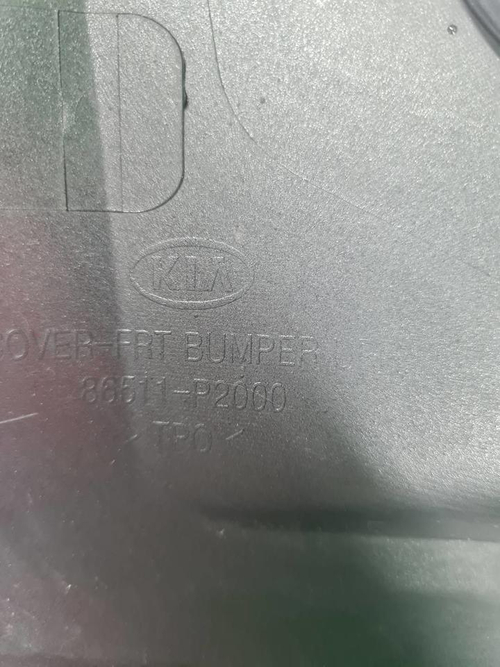 KIA
COVER-FRT BUMPER
86511-P2000
> TPO <